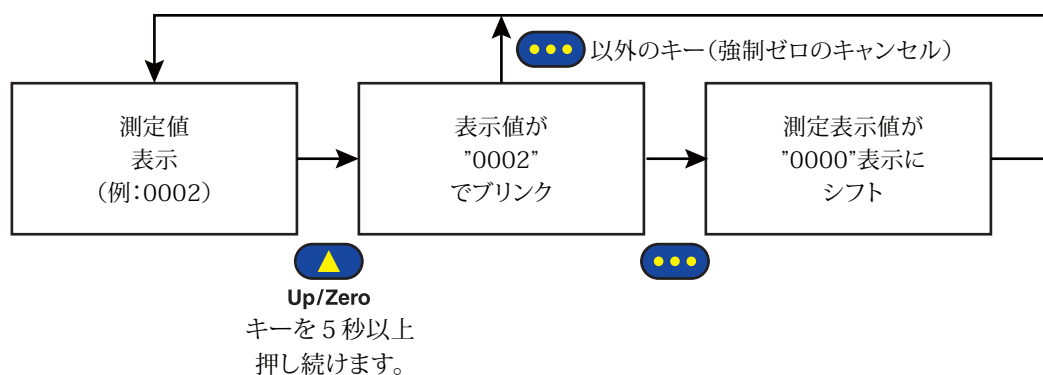 以外のキー（強制ゼロのキャンセル）
測定値
表示
（例：0002）
表示値が
”0002”
でブリンク
測定表示値が
”0000”表示に
シフト
Up/Zero
キーを５秒以上
押し続けます。